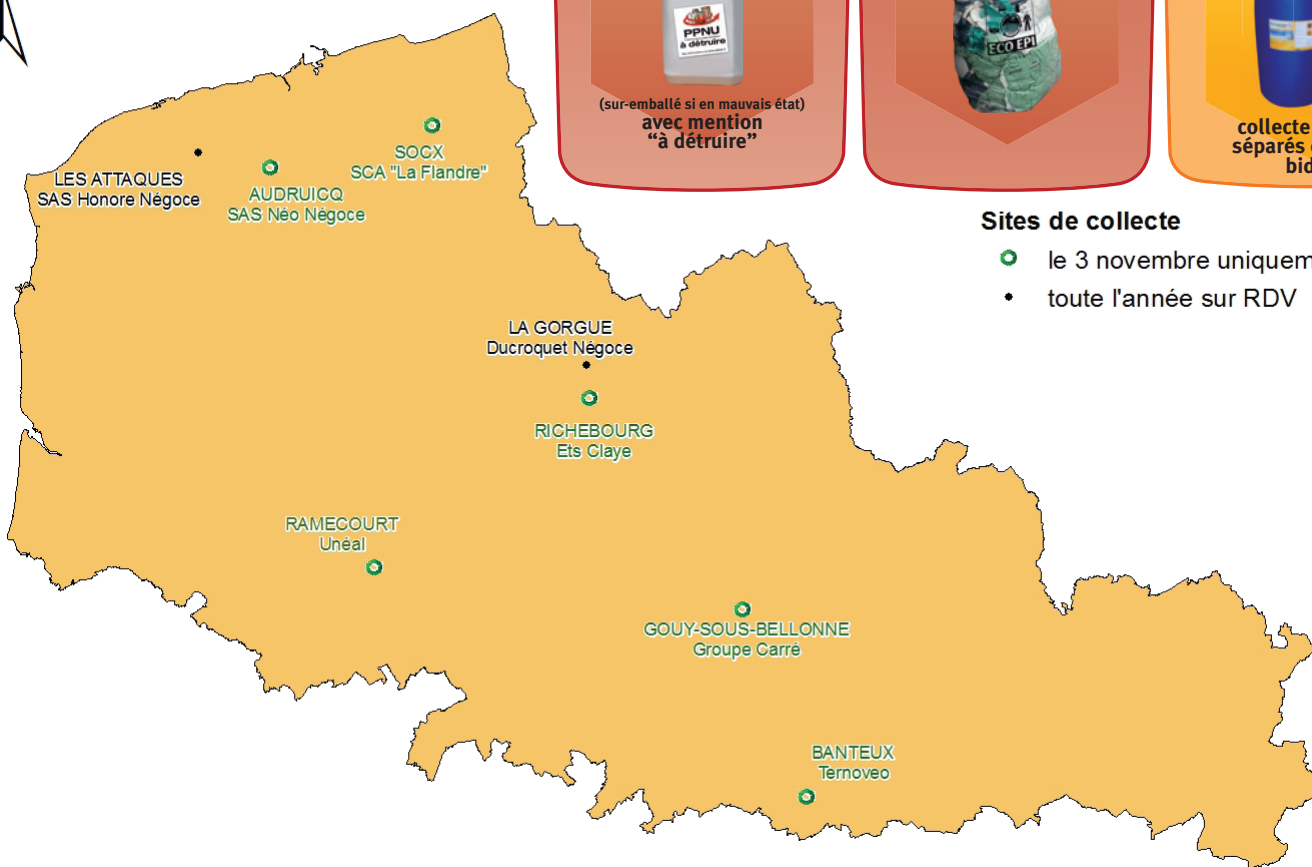 PPNU
à détruire
(sur-emballé si en mauvais état)
avec mention
“à détruire”
ECO EPI
collecte
séparés
bid
Sites de collecte
le 3 novembre uniquem
toute l'année sur RDV
LES ATTAQUES
SAS Honore Négoce
AUDRUICQ
SAS Néo Négoce
SOCX
SCA "La Flandre"
LA GORGUE
Ducroquet Négoce
RICHEBOURG
Ets Claye
RAMECOURT
Unéal
GOUY-SOUS-BELLONNE
Groupe Carré
BANTEUX
Ternoveo